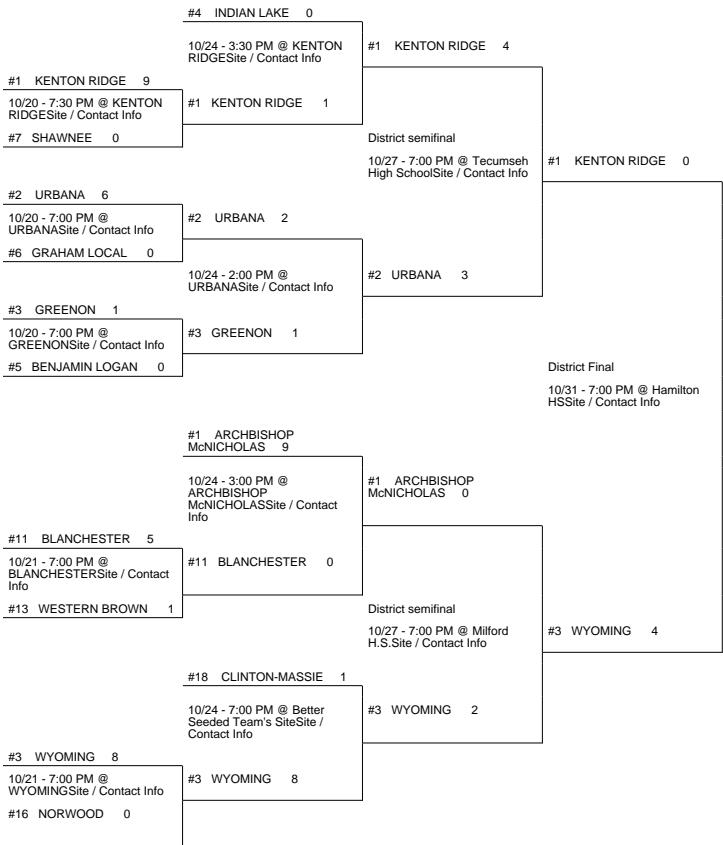 #4 INDIAN LAKE 0
10/24 - 3:30 PM @ KENTON
RIDGESite / Contact Info
#1 KENTON RIDGE 4
#1 KENTON RIDGE 9
10/20 - 7:30 PM @ KENTON
RIDGESite / Contact Info
#1 KENTON RIDGE 1
#7 SHAWNEE 0
District semifinal
10/27 - 7:00 PM @ Tecumseh
High SchoolSite / Contact Info
#1 KENTON RIDGE 0
#2 URBANA 6
10/20 - 7:00 PM @
URBANASite / Contact Info
#2 URBANA 2
#6 GRAHAM LOCAL 0
10/24 - 2:00 PM @
URBANASite / Contact Info
#2 URBANA 3
#3 GREENON 1
10/20 - 7:00 PM @
GREENONSite / Contact Info
#3 GREENON 1
#5 BENJAMIN LOGAN 0
District Final
10/31 - 7:00 PM @ Hamilton
HSSite / Contact Info
#1 ARCHBISHOP
McNICHOLAS 9
10/24 - 3:00 PM @
ARCHBISHOP
McNICHOLASSite / Contact
Info
#1 ARCHBISHOP
McNICHOLAS 0
#11 BLANCHESTER 5
10/21 - 7:00 PM @
BLANCHESTERSite / Contact
Info
#11 BLANCHESTER 0
#13 WESTERN BROWN 1
District semifinal
10/27 - 7:00 PM @ Milford
H.S.Site / Contact Info
#3 WYOMING 4
#18 CLINTON-MASSIE 1
10/24 - 7:00 PM @ Better
Seeded Team's SiteSite /
Contact Info
#3 WYOMING 2
#3 WYOMING 8
10/21 - 7:00 PM @
WYOMINGSite / Contact Info
#3 WYOMING 8
#16 NORWOOD 0